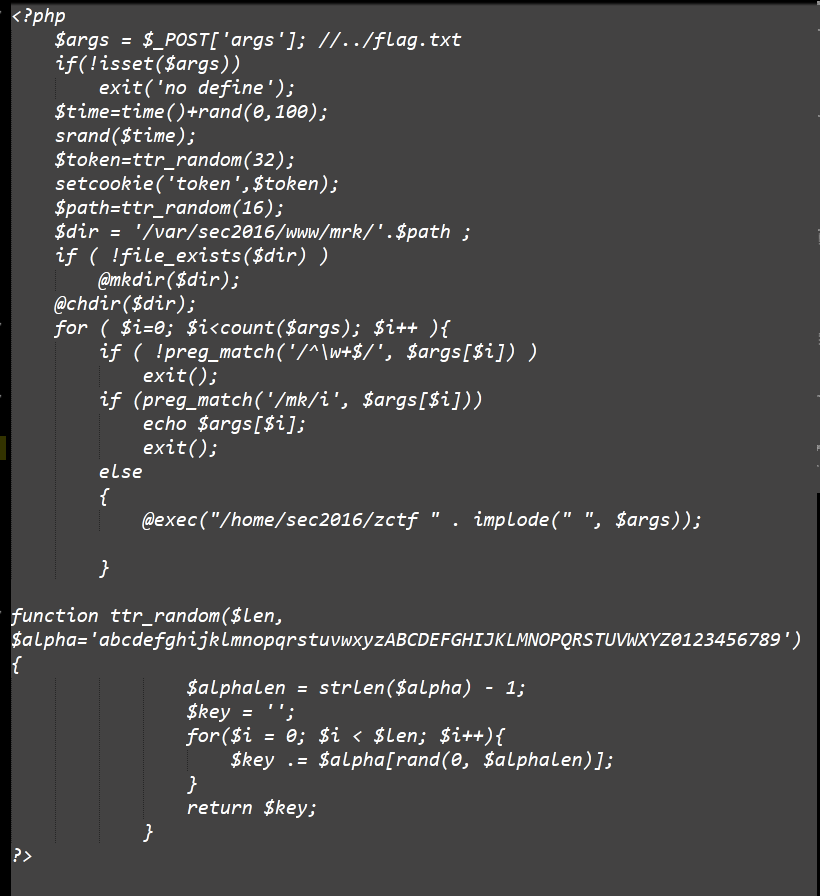 <?php
$args = $_POST['args']; //../flag.txt
if(!isset($args))
exit('no define');
$time=time()+rand(0,100);
srand($time);
$token=ttr_random(32);
setcookie('token',$token);
$path=ttr_random(16);
$dir = '/var/sec2016/www/mrk/'.$path ;
if ( !file_exists($dir) )
@mkdir($dir);
@chdir($dir);
for ( $i=0; $i<count($args); $i++ ){
if ( !preg_match('/^\w+$/', $args[$i]) )
exit();
if (preg_match('/mk/i', $args[$i]))
echo $args[$i];
exit();
else
{
@exec("/home/sec2016/zctf " . implode(" ", $args));
}
function ttr_random($len,
$alpha='abcdefghijklmnopqrstuvwxyzABCDEFGHIJKLMNOPQRSTUVWXYZ0123456789')
{
$alphalen = strlen($alpha) - 1;
$key = '';
for($i = 0; $i < $len; $i++){
$key .= $alpha[rand(0, $alphalen)];
}
return $key;
}
?>